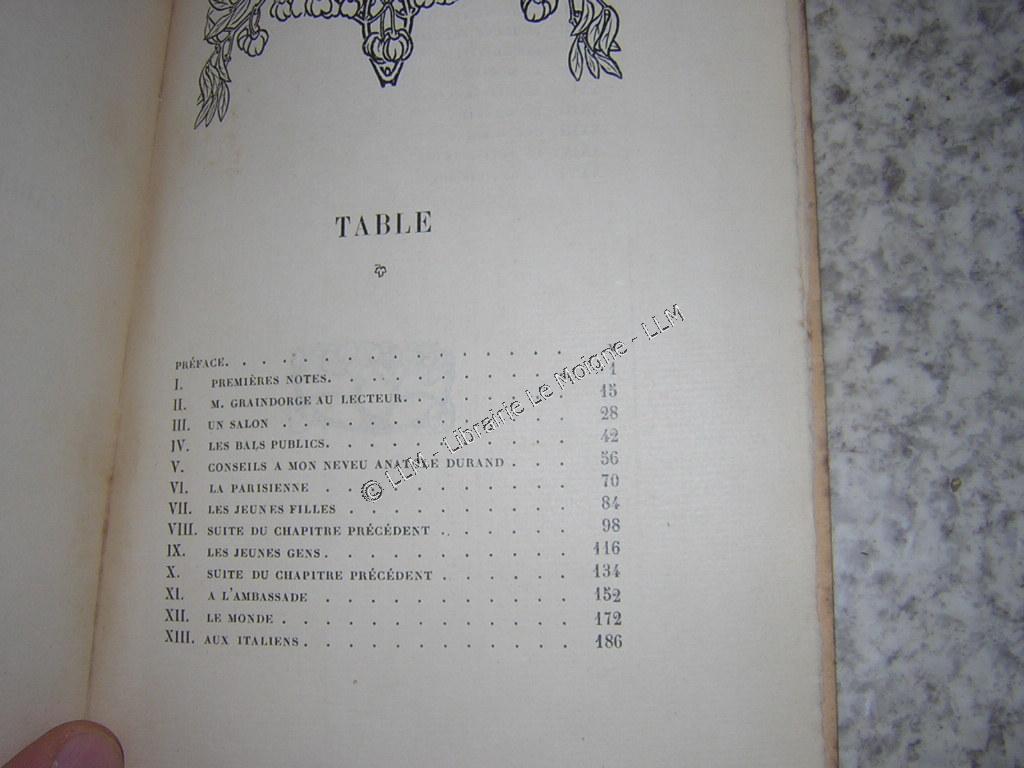 TABLE
PRÉFACE. . . . . . . . . . . . . . . . . .
I. PREMIÈRES NOTES. . . . . . . . . . . . . 1
II. M. GRAINDORGE AU LECTEUR. . . . . . . . . 15
III. UN SALON . . . . . . . . . . . . . . . 28
IV. LES BALS PUBLICS. . . . . . . . . . . . . 42
V. CONSEILS A MON NEVEU ANATOLE DURAND . . . . 56
VI. LA PARISIENNE . . . . . . . . . . . . . 70
VII. LES JEUNES FILLES . . . . . . . . . . . . 84
VIII. SUITE DU CHAPITRE PRÉCÉDENT . . . . . . . 98
IX. LES JEUNES GENS. . . . . . . . . . . . . 116
X. SUITE DU CHAPITRE PRÉCÉDENT . . . . . . . 134
XI. A L'AMBASSADE . . . . . . . . . . . . . 152
XII. LE MONDE . . . . . . . . . . . . . . . 172
XIII. AUX ITALIENS. . . . . . . . . . . . . . 186
© LLM - Librairie Le Moigne - LLM